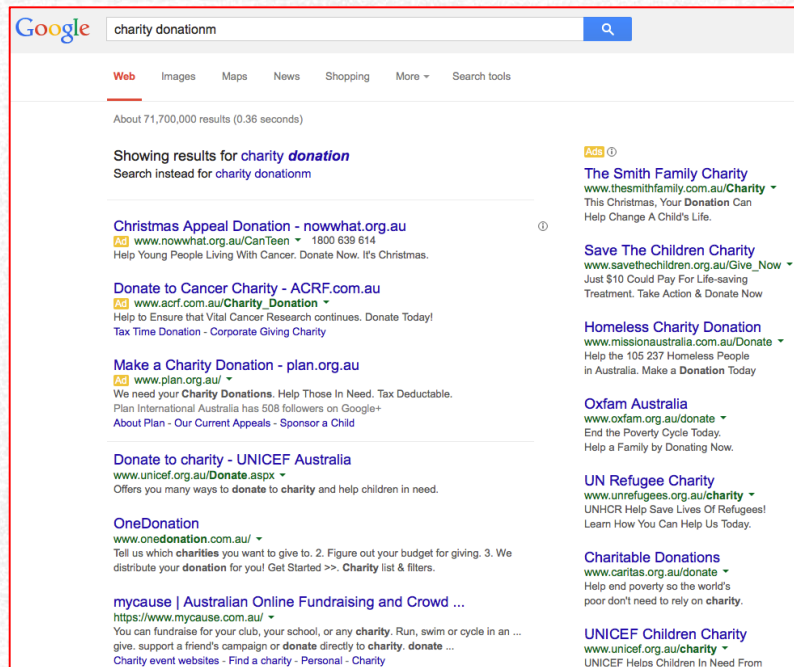 Google
charity donationm
Web Images Maps News Shopping More Search tools
About 71,700,000 results (0.36 seconds)
Showing results for charity donation
Search instead for charity donationm
Christmas Appeal Donation - nowwhat.org.au
Ad www.nowwhat.org.au/CanTeen 1800 639 614
Help Young People Living With Cancer. Donate Now. It's Christmas.
Donate to Cancer Charity - ACRF.com.au
Ad www.acrf.com.au/Charity_Donation
Help to Ensure that Vital Cancer Research continues. Donate Today!
Tax Time Donation - Corporate Giving Charity
Make a Charity Donation - plan.org.au
Ad www.plan.org.au/
We need your Charity Donations. Help Those In Need. Tax Deductable.
Plan International Australia has 508 followers on Google+
About Plan - Our Current Appeals - Sponsor a Child
Donate to charity - UNICEF Australia
www.unicef.org.au/Donate.aspx
Offers you many ways to donate to charity and help children in need.
OneDonation
www.onedonation.com.au/
Tell us which charities you want to give to. 2. Figure out your budget for giving. 3. We
distribute your donation for you! Get Started >>. Charity list & filters.
mycause | Australian Online Fundraising and Crowd ...
https://www.mycause.com.au/
You can fundraise for your club, your school, or any charity. Run, swim or cycle in an ...
give. support a friend's campaign or donate directly to charity. donate ...
Charity event websites - Find a charity - Personal - Charity
Ads
The Smith Family Charity
www.thesmithfamily.com.au/Charity
This Christmas, Your Donation Can
Help Change A Child's Life.
Save The Children Charity
www.savethechildren.org.au/Give_Now
Just $10 Could Pay For Life-saving
Treatment. Take Action & Donate Now
Homeless Charity Donation
www.missionaustralia.com.au/Donate
Help the 105 237 Homeless People
in Australia. Make a Donation Today
Oxfam Australia
www.oxfam.org.au/donate
End the Poverty Cycle Today.
Help a Family by Donating Now.
UN Refugee Charity
www.unrefugees.org.au/charity
UNHCR Help Save Lives Of Refugees!
Learn How You Can Help Us Today.
Charitable Donations
www.caritas.org.au/donate
Help end poverty so the world's
poor don't need to rely on charity.
UNICEF Children Charity
www.unicef.org.au/charity
UNICEF Helps Children In Need From